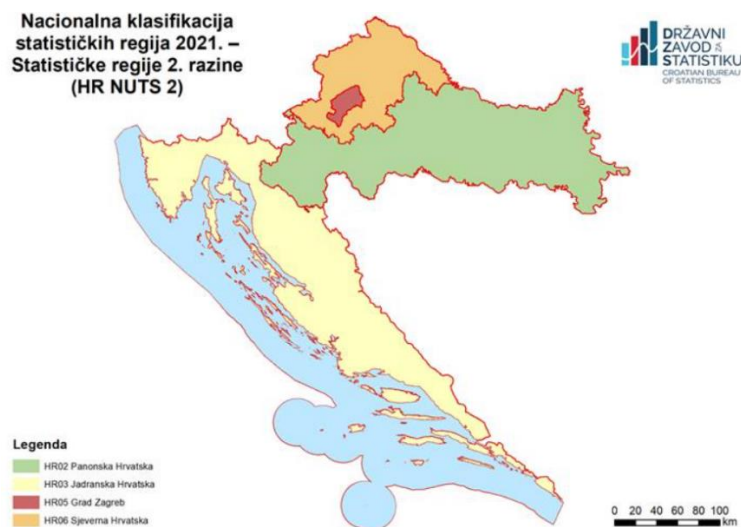 Nacionalna klasifikacija
statističkih regija 2021. –
Statističke regije 2. razine
(HR NUTS 2)
DRŽAVNI
ZAVOD ZA
STATISTIKU
CROATIAN BUREAU
OF STATISTICS
Legenda
HR02 Panonska Hrvatska
HR03 Jadranska Hrvatska
HR05 Grad Zagreb
HR06 Sjeverna Hrvatska
0 20 40 60 80 100
km